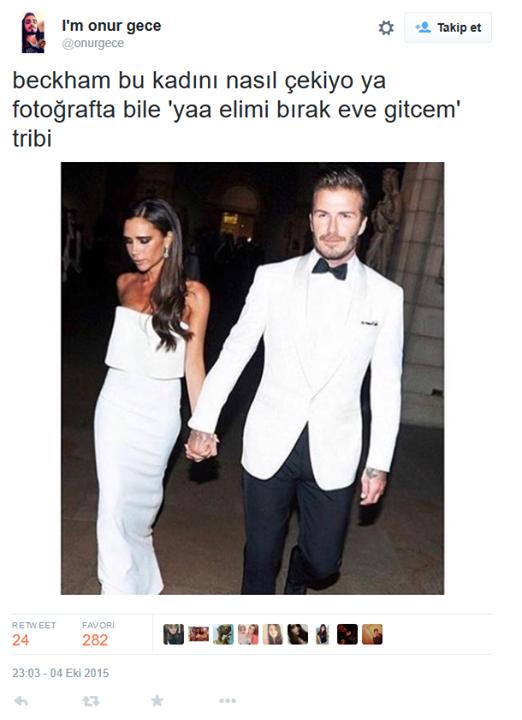 I'm onur gece
@onurgece
Takip et
beckham bu kadını nasıl çekiyo ya
fotoğrafta bile 'yaa elimi bırak eve gitcem'
tribi
RETWEET
24
FAVORİ
282
23:03 - 04 Eki 2015